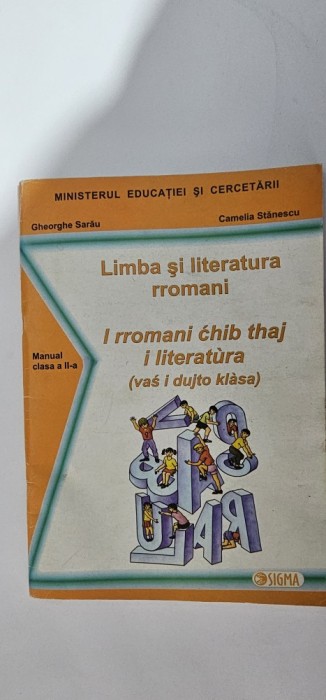 MINISTERUL EDUCAȚIEI ȘI CERCETĂRII
Gheorghe Sarău
Camelia Stănescu
Limba și literatura
rromani
I rromani ćhib thaj
i literatùra
(vaś i dujto klàsa)
Manual
clasa a II-a
SIGMA